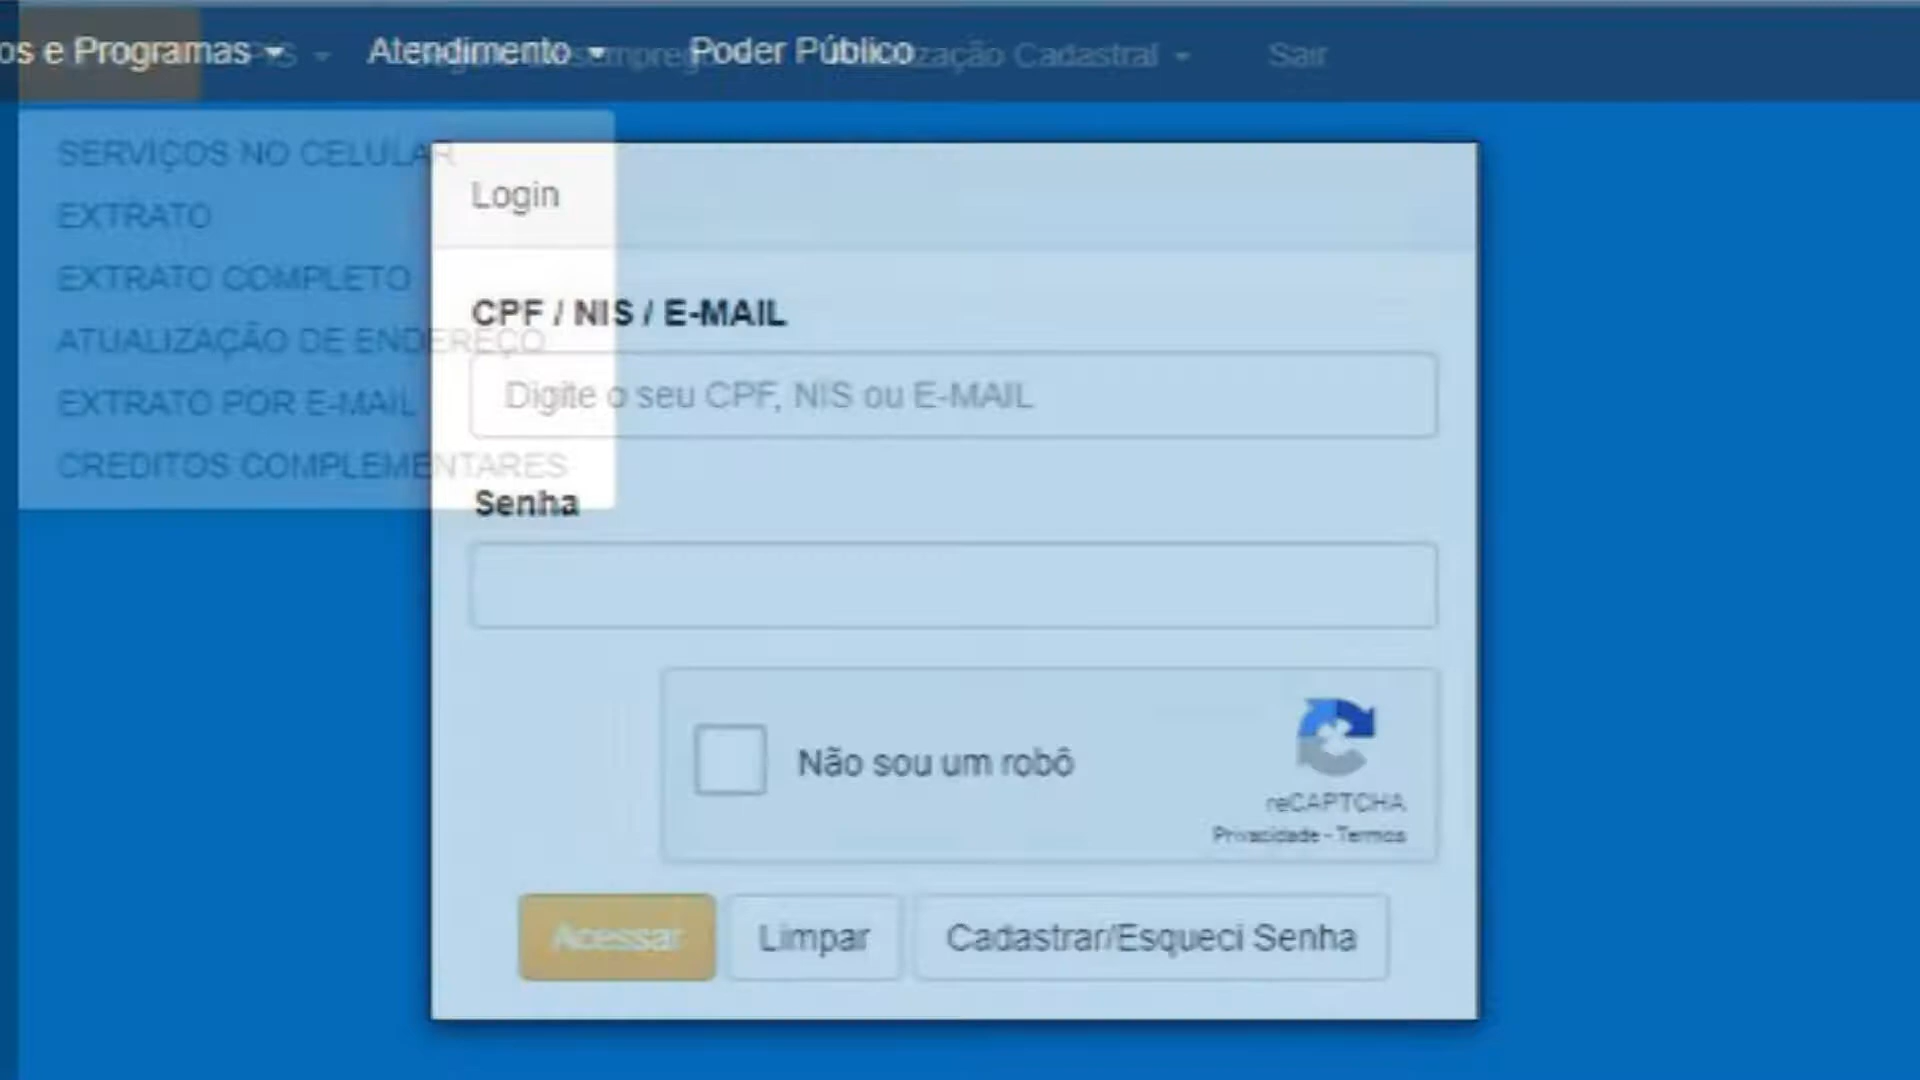 os e Programas
Atendimento
Poder Público
Cadastral
Sair
SERVIÇOS NO CELULAR
EXTRATO
EXTRATO COMPLETO
ATUALIZAÇÃO DE ENDEREÇO
EXTRATO POR E-MAIL
CREDITOS COMPLEMENTARES
Login
CPF / NIS / E-MAIL
Digite o seu CPF, NIS ou E-MAIL
Senha
Não sou um robô
reCAPTCHA
Privacidade - Termos
Acessar
Limpar
Cadastrar/Esqueci Senha